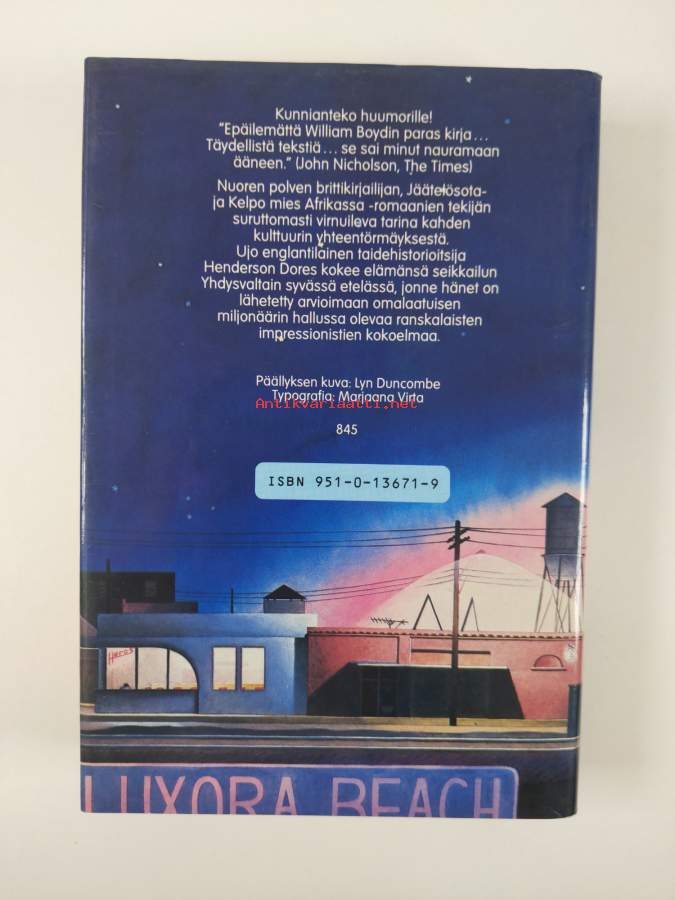 Kunnianteko huumorille!
“Epäilemättä William Boydin paras kirja...
Täydellistä tekstiä... se sai minut nauramaan
ääneen.” (John Nicholson, The Times)
Nuoren polven brittikirjailijan, Jäätelösota-
ja Kelpo mies Afrikassa -romaanien tekijän
suruttomasti virnuileva tarina kahden
kulttuurin yhteentörmäyksestä.
Ujo englantilainen taidehistorioitsija
Henderson Dores kokee elämänsä seikkailun
Yhdysvaltain syvässä etelässä, jonne hänet on
lähetetty arvioimaan omalaatuisen
miljonäärin hallussa olevaa ranskalaisten
impressionistien kokoelmaa.
Päällyksen kuva: Lyn Duncombe
Typografia: Marjaana Virta
Antikvariaatti.net
845
ISBN 951-0-13671-9
LUXORA BEACH